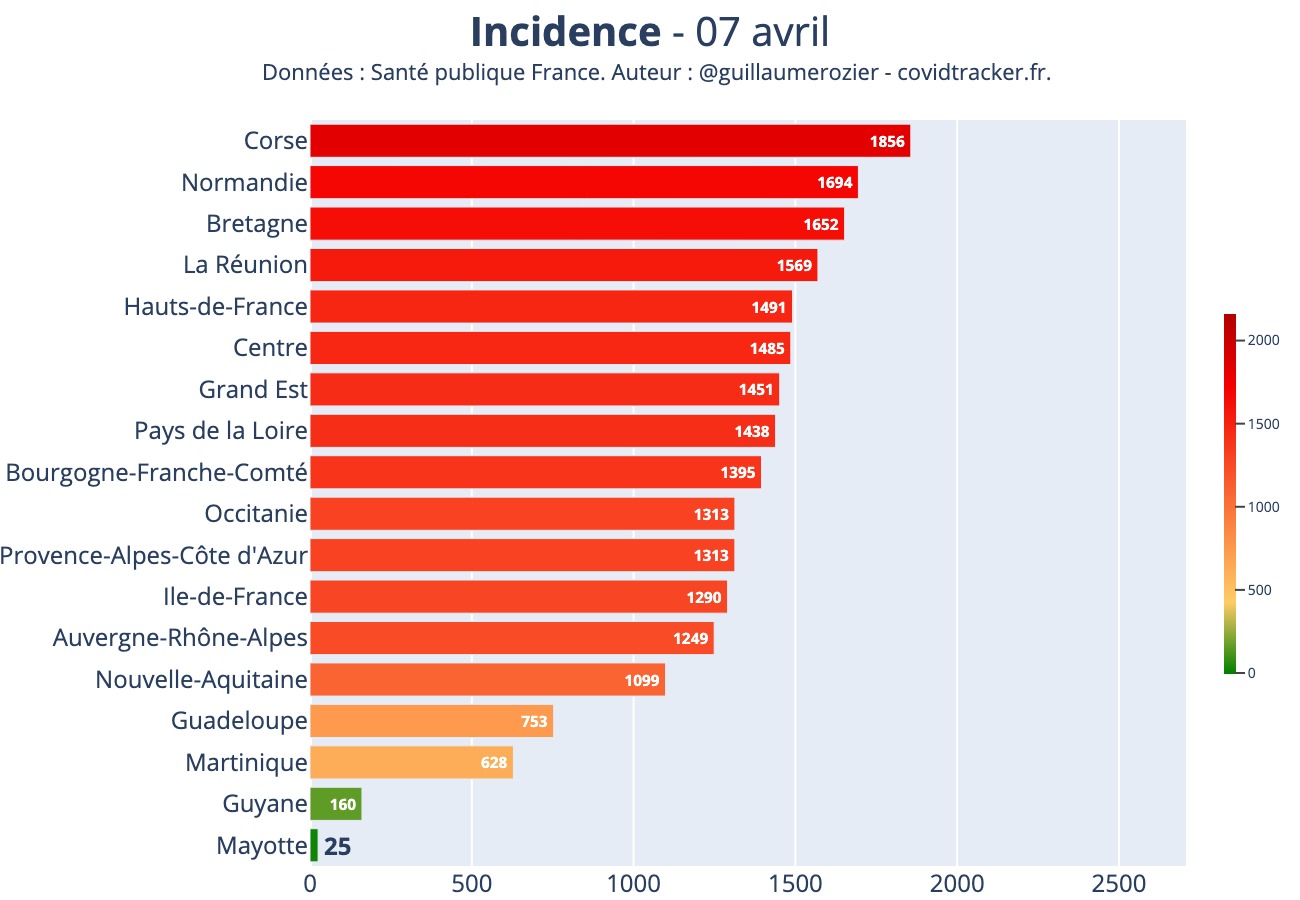 Incidence - 07 avril
Données : Santé publique France. Auteur : @guillaumerozier - covidtracker.fr.
Corse 1856
Normandie 1694
Bretagne 1652
La Réunion 1569
Hauts-de-France 1491
Centre 1485
Grand Est 1451
Pays de la Loire 1438
Bourgogne-Franche-Comté 1395
Occitanie 1313
Provence-Alpes-Côte d'Azur 1313
Ile-de-France 1290
Auvergne-Rhône-Alpes 1249
Nouvelle-Aquitaine 1099
Guadeloupe 753
Martinique 628
Guyane 160
Mayotte 25
0 500 1000 1500 2000 2500
2000
1500
1000
500
0